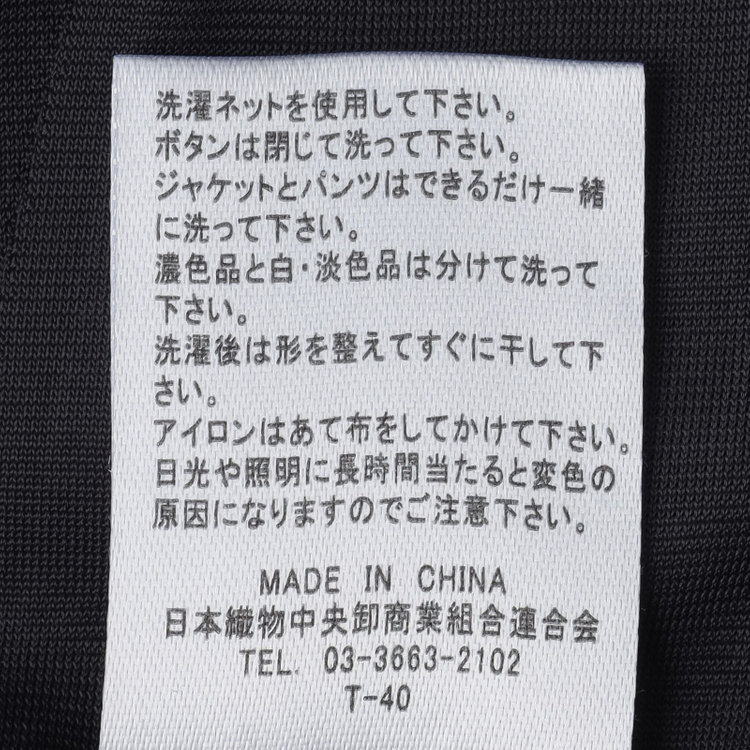 洗濯ネットを使用して下さい。
ボタンは閉じて洗って下さい。
ジャケットとパンツはできるだけ一緒
に洗って下さい。
濃色品と白・淡色品は分けて洗って
下さい。
洗濯後は形を整えてすぐに干して下
さい。
アイロンはあて布をしてかけて下さい。
日光や照明に長時間当たると変色の
原因になりますのでご注意下さい。
MADE IN CHINA
日本織物中央卸商業組合連合会
TEL. 03-3663-2102
T-40